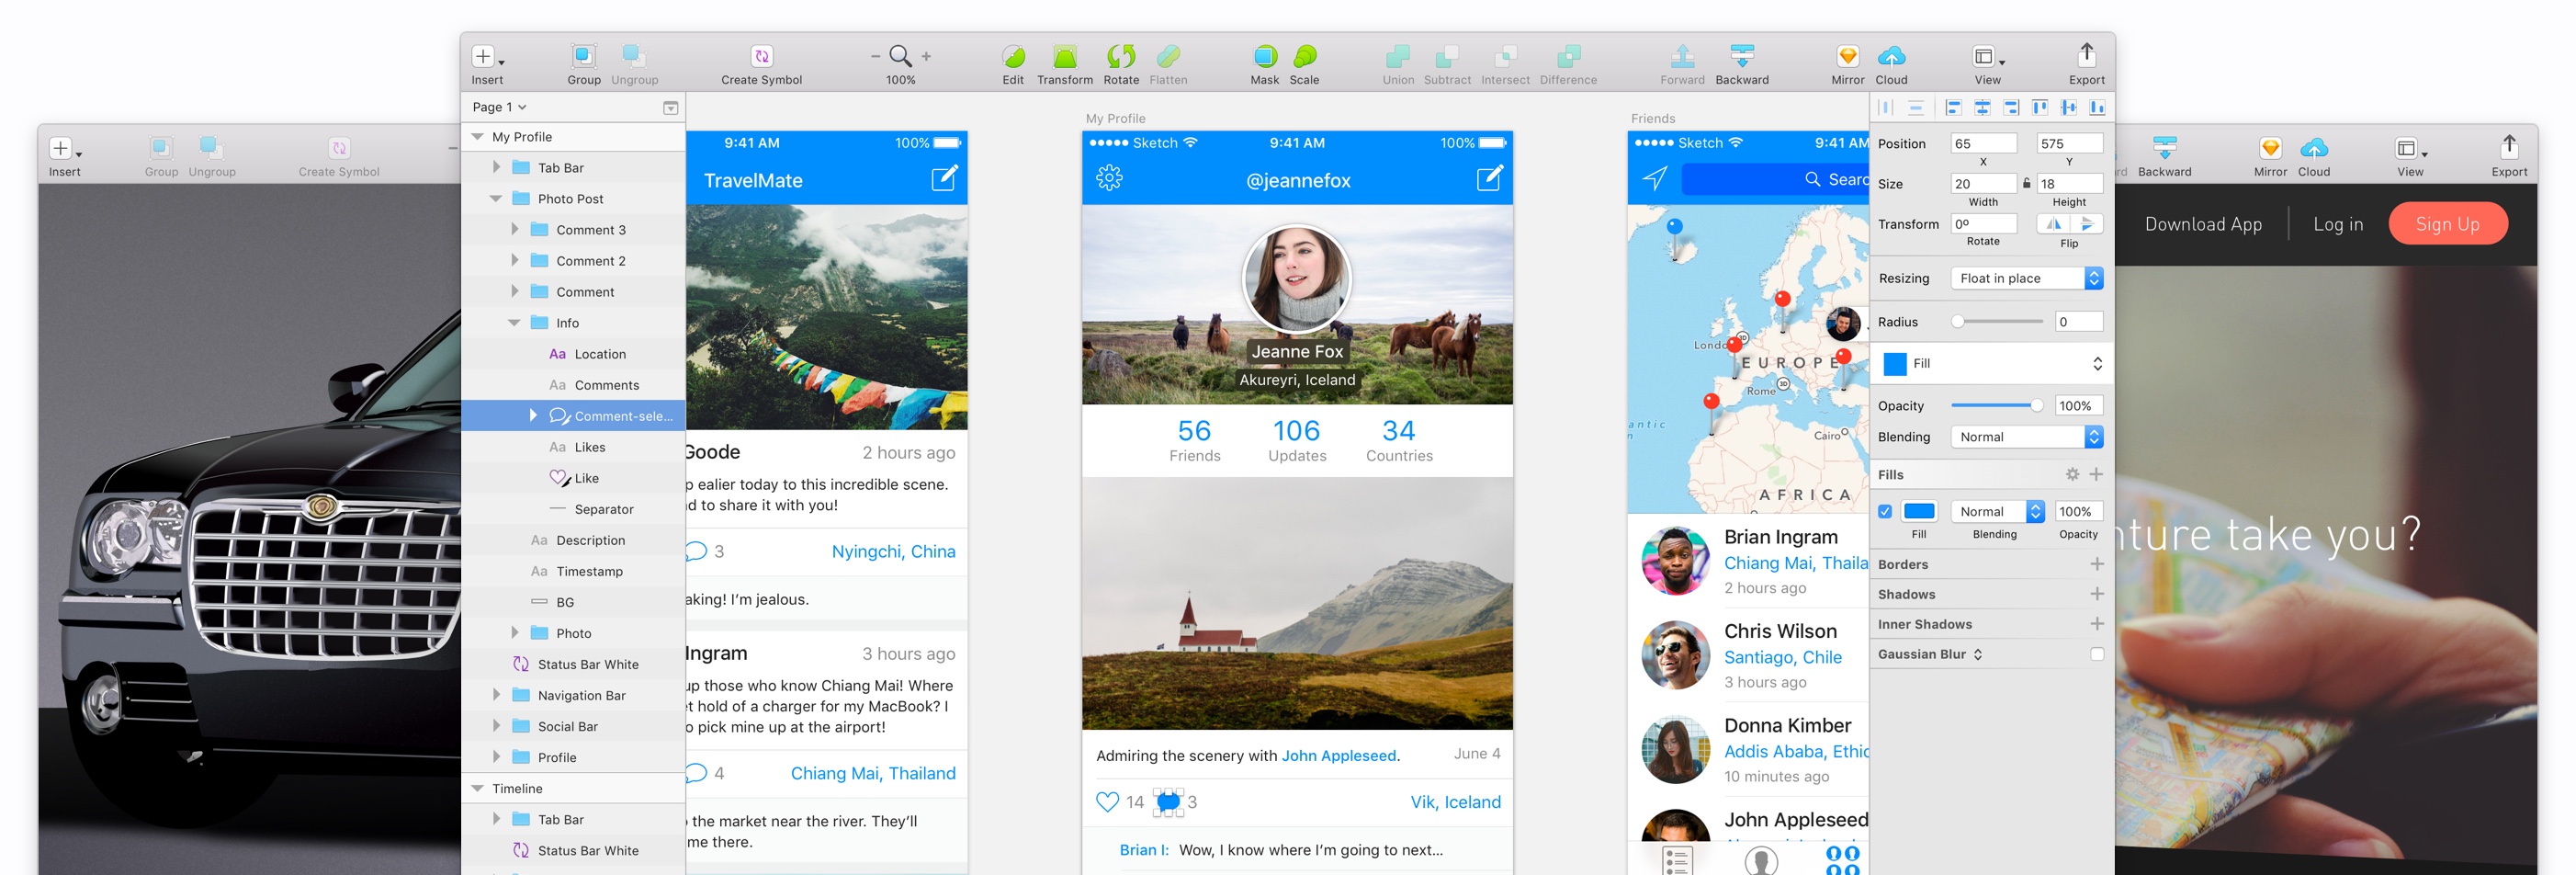 Insert
Group
Ungroup
Create Symbol
100%
Edit
Transform
Rotate
Flatten
Mask
Scale
Union
Subtract
Intersect
Difference
Forward
Backward
Mirror
Cloud
View
Export
Insert
Group
Ungroup
Create Symbol
Page 1
My Profile
Tab Bar
Photo Post
Comment 3
Comment 2
Comment
Info
Aa Location
Aa Comments
Comment-sele...
Aa Likes
Like
Separator
Aa Description
Aa Timestamp
BG
Photo
Status Bar White
Navigation Bar
Social Bar
Profile
Timeline
Tab Bar
Status Bar White
9:41 AM 100%
TravelMate
Goode 2 hours ago
p ealier today to this incredible scene.
d to share it with you!
3 Nyingchi, China
aking! I'm jealous.
Ingram 3 hours ago
up those who know Chiang Mai! Where
et hold of a charger for my MacBook? I
o pick mine up at the airport!
4 Chiang Mai, Thailand
the market near the river. They'll
me there.
My Profile
Sketch 9:41 AM 100%
@jeannefox
Jeanne Fox
Akureyri, Iceland
56 106 34
Friends Updates Countries
Admiring the scenery with John Appleseed. June 4
14 3 Vik, Iceland
Brian I: Wow, I know where I'm going to next...
Friends
Sketch 9:41 AM
Searc
Londo
3D
EUROPE
3D
Rome
antic
n
Cairo
AFRICA
Brian Ingram
Chiang Mai, Thaila
2 hours ago
Chris Wilson
Santiago, Chile
3 hours ago
Donna Kimber
Addis Ababa, Ethic
10 minutes ago
John Appleseed
Position 65 575
X Y
Size 20 18
Width Height
Transform 0º
Rotate Flip
Resizing Float in place
Radius 0
Fill
Opacity 100%
Blending Normal
Fills
Normal 100%
Fill Blending Opacity
Borders
Shadows
Inner Shadows
Gaussian Blur
rd
Backward
Mirror
Cloud
View
Export
Download App Log in Sign Up
nture take you?